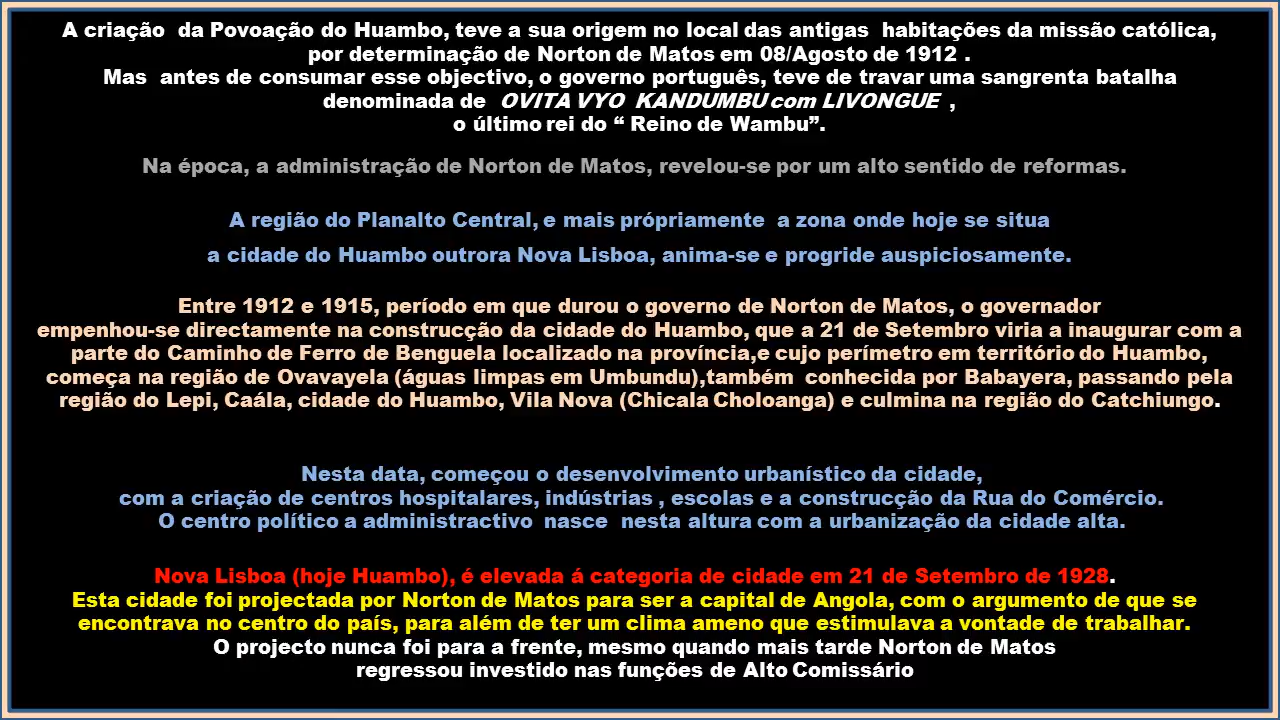 A criação da Povoação do Huambo, teve a sua origem no local das antigas habitações da missão católica,
por determinação de Norton de Matos em 08/Agosto de 1912 .
Mas antes de consumar esse objectivo, o governo português, teve de travar uma sangrenta batalha
denominada de OVITA VYO KANDUMBU com LIVONGUE ,
o último rei do “ Reino de Wambu”.
Na época, a administração de Norton de Matos, revelou-se por um alto sentido de reformas.
A região do Planalto Central, e mais própriamente a zona onde hoje se situa
a cidade do Huambo outrora Nova Lisboa, anima-se e progride auspiciosamente.
Entre 1912 e 1915, período em que durou o governo de Norton de Matos, o governador
empenhou-se directamente na construcção da cidade do Huambo, que a 21 de Setembro viria a inaugurar com a
parte do Caminho de Ferro de Benguela localizado na província,e cujo perímetro em território do Huambo,
começa na região de Ovavayela (águas limpas em Umbundu),também conhecida por Babayera, passando pela
região do Lepi, Caála, cidade do Huambo, Vila Nova (Chicala Choloanga) e culmina na região do Catchiungo.
Nesta data, começou o desenvolvimento urbanístico da cidade,
com a criação de centros hospitalares, indústrias , escolas e a construcção da Rua do Comércio.
O centro político a administractivo nasce nesta altura com a urbanização da cidade alta.
Nova Lisboa (hoje Huambo), é elevada á categoria de cidade em 21 de Setembro de 1928.
Esta cidade foi projectada por Norton de Matos para ser a capital de Angola, com o argumento de que se
encontrava no centro do país, para além de ter um clima ameno que estimulava a vontade de trabalhar.
O projecto nunca foi para a frente, mesmo quando mais tarde Norton de Matos
regressou investido nas funções de Alto Comissário